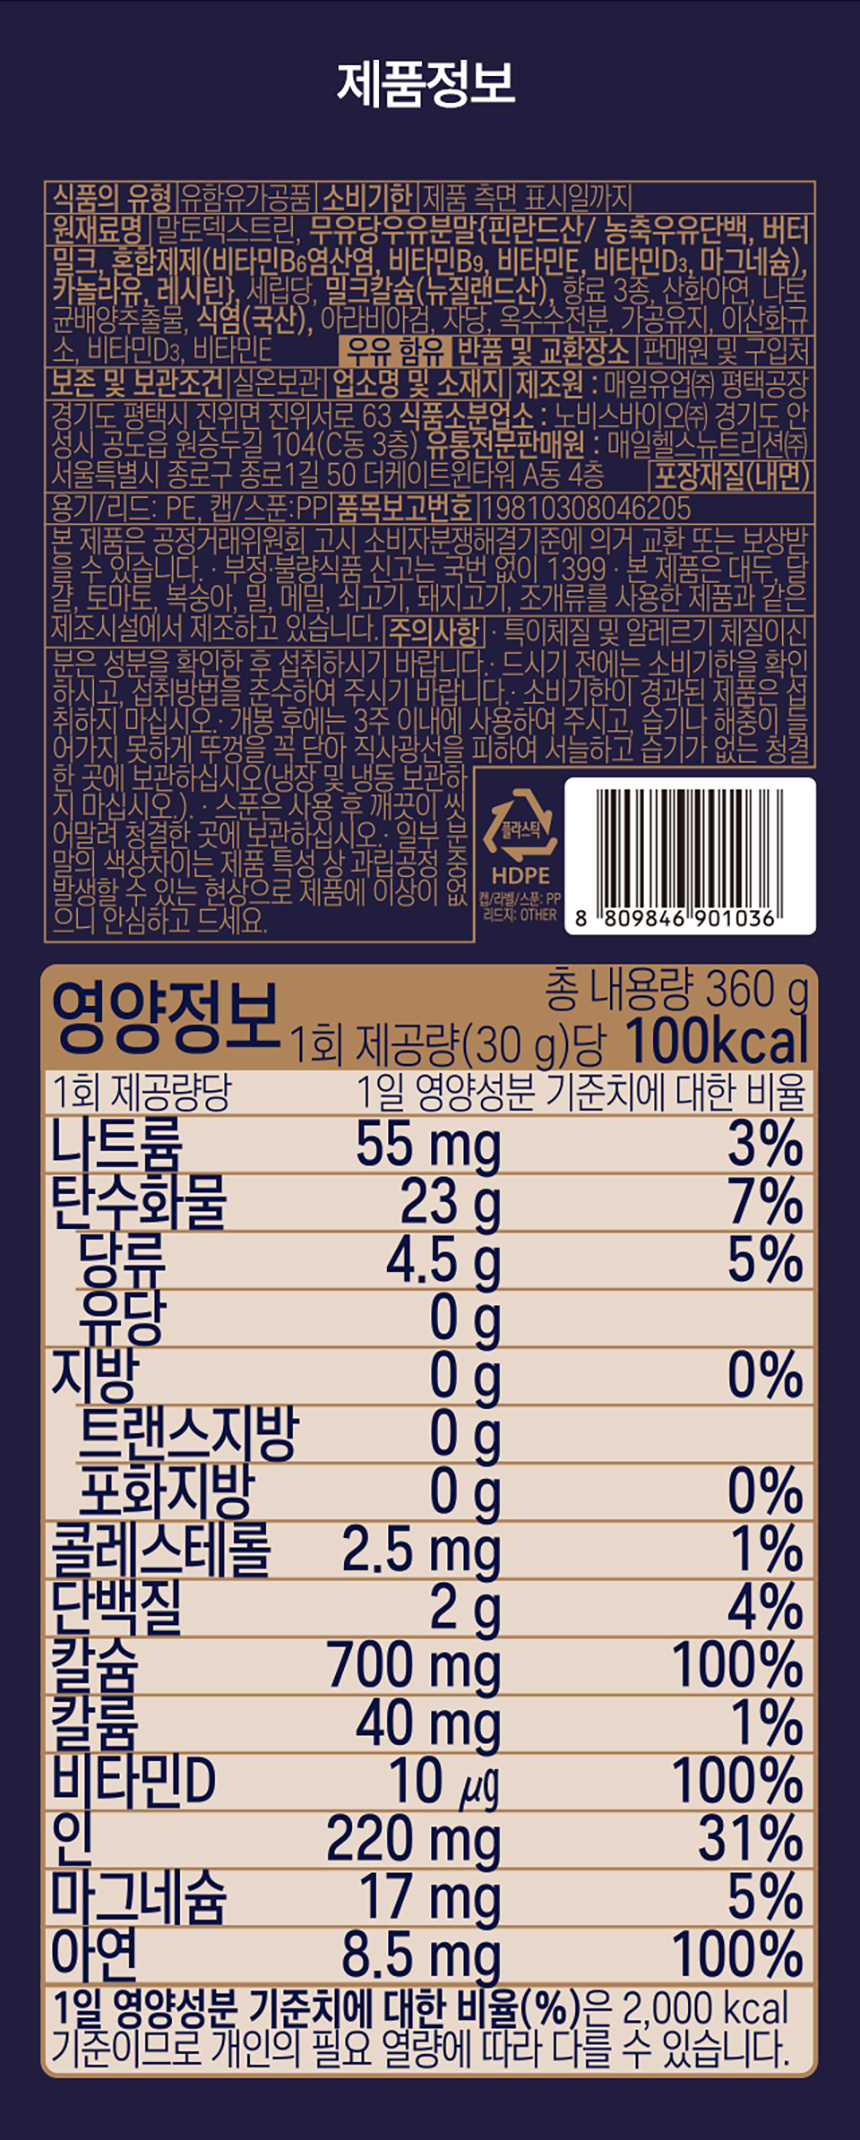 제품정보
식품의 유형 유함유가공품 소비기한 제품 측면 표시일까지
원재료명 말토덱스트린, 무유당우유분말{핀란드산/ 농축우유단백, 버터
밀크, 혼합제제(비타민B6염산염, 비타민B9, 비타민E, 비타민D3, 마그네슘),
카놀라유, 레시틴}, 세립당, 밀크칼슘(뉴질랜드산), 향료 3종, 산화아연, 낫토
균배양추출물, 식염(국산), 아라비아검, 자당, 옥수수전분, 가공유지, 이산화규
소, 비타민D3, 비타민E 우유 함유 반품 및 교환장소 판매원 및 구입처
보존 및 보관조건 실온보관 업소명 및 소재지 제조원 : 매일유업㈜ 평택공장
경기도 평택시 진위면 진위서로 63 식품소분업소 : 노비스바이오㈜ 경기도 안
성시 공도읍 원승두길 104(C동 3층) 유통전문판매원 : 매일헬스뉴트리션㈜
서울특별시 종로구 종로1길 50 더케이트윈타워 A동 4층 포장재질(내면)
용기/리드: PE, 캡/스푼:PP 품목보고번호 19810308046205
본 제품은 공정거래위원회 고시 소비자분쟁해결기준에 의거 교환 또는 보상받
을 수 있습니다. · 부정·불량식품 신고는 국번 없이 1399 · 본 제품은 대두, 달
걀, 토마토, 복숭아, 밀, 메밀, 쇠고기, 돼지고기, 조개류를 사용한 제품과 같은
제조시설에서 제조하고 있습니다. 주의사항 · 특이체질 및 알레르기 체질이신
분은 성분을 확인한 후 섭취하시기 바랍니다. · 드시기 전에는 소비기한을 확인
하시고, 섭취방법을 준수하여 주시기 바랍니다. · 소비기한이 경과된 제품은 섭
취하지 마십시오. · 개봉 후에는 3주 이내에 사용하여 주시고, 습기나 해충이 들
어가지 못하게 뚜껑을 꼭 닫아 직사광선을 피하여 서늘하고 습기가 없는 청결
한 곳에 보관하십시오(냉장 및 냉동 보관하
지 마십시오.). · 스푼은 사용 후 깨끗이 씻
어말려 청결한 곳에 보관하십시오. · 일부 분
말의 색상차이는 제품 특성 상 과립공정 중
발생할 수 있는 현상으로 제품에 이상이 없
으니 안심하고 드세요.
플라스틱
HDPE
캡/라벨/스푼: PP
리드지: OTHER
8 809846 901036
영양정보
총 내용량 360 g
1회 제공량(30 g)당 100kcal
1회 제공량당 1일 영양성분 기준치에 대한 비율
나트륨 55 mg 3%
탄수화물 23 g 7%
당류 4.5 g 5%
유당 0 g
지방 0 g 0%
트랜스지방 0 g
포화지방 0 g 0%
콜레스테롤 2.5 mg 1%
단백질 2 g 4%
칼슘 700 mg 100%
칼륨 40 mg 1%
비타민D 10 μg 100%
인 220 mg 31%
마그네슘 17 mg 5%
아연 8.5 mg 100%
1일 영양성분 기준치에 대한 비율(%)은 2,000 kcal
기준이므로 개인의 필요 열량에 따라 다를 수 있습니다.